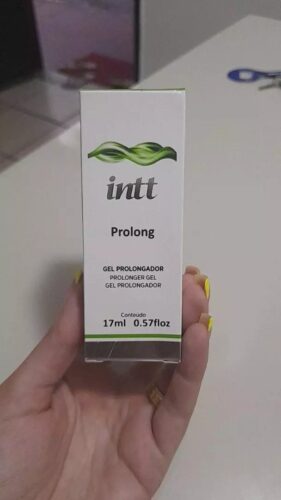 intt
Prolong
GEL PROLONGADOR
PROLONGER GEL
GEL PROLONGADOR
Conteúdo
17ml 0.57floz